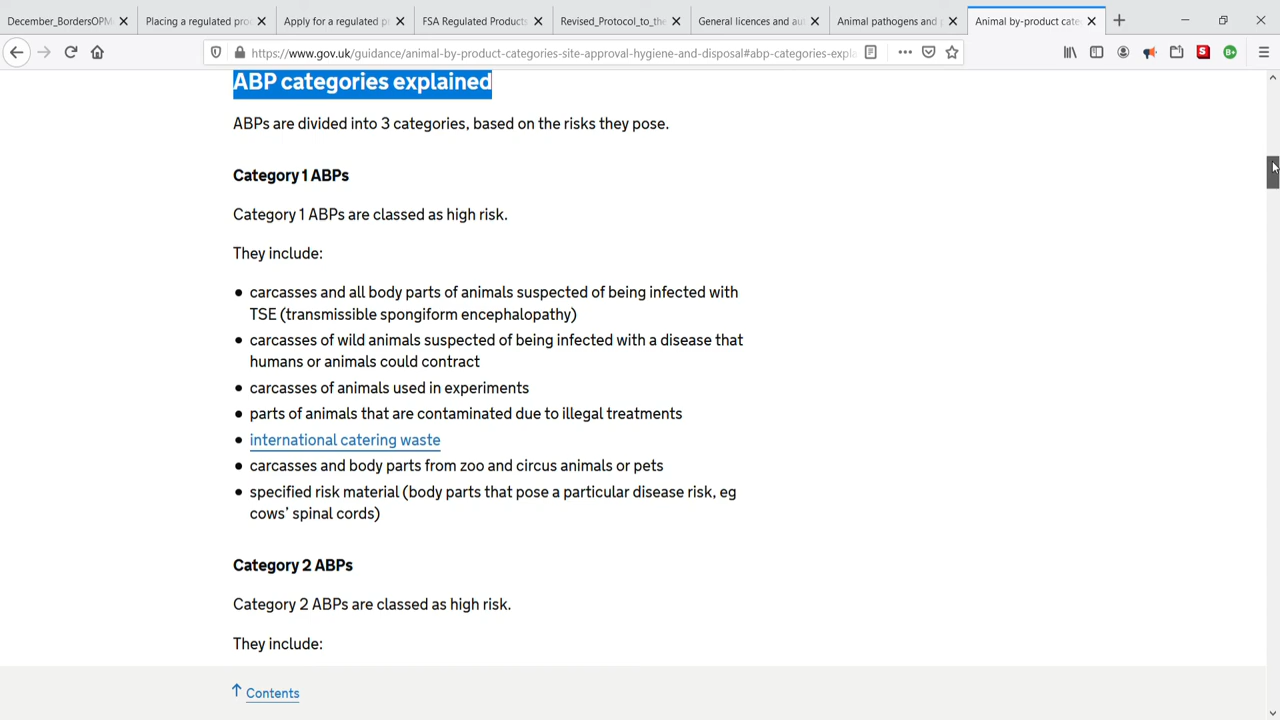 December_BordersOPM
Placing a regulated pro
Apply for a regulated p
FSA Regulated Products
Revised_Protocol_to_the
General licences and au
Animal pathogens and p
Animal by-product cate
https://www.gov.uk/guidance/animal-by-product-categories-site-approval-hygiene-and-disposal#abp-categories-expla
S
B+
ABP categories explained
ABPs are divided into 3 categories, based on the risks they pose.
Category 1 ABPs
Category 1 ABPs are classed as high risk.
They include:
• carcasses and all body parts of animals suspected of being infected with
TSE (transmissible spongiform encephalopathy)
• carcasses of wild animals suspected of being infected with a disease that
humans or animals could contract
• carcasses of animals used in experiments
• parts of animals that are contaminated due to illegal treatments
• international catering waste
• carcasses and body parts from zoo and circus animals or pets
• specified risk material (body parts that pose a particular disease risk, eg
cows’ spinal cords)
Category 2 ABPs
Category 2 ABPs are classed as high risk.
They include:
↑ Contents